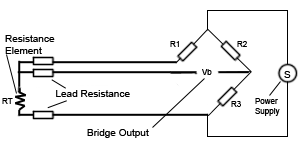 Resistance
Element
R1
R2
Vb
S
RT
Lead Resistance
R3
Power
Supply
Bridge Output